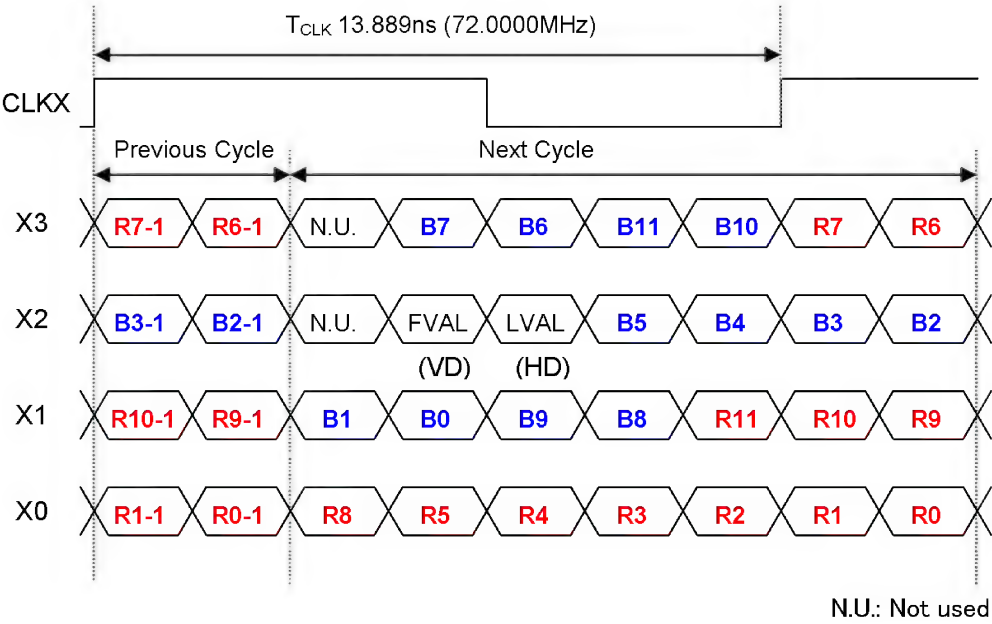 TCLK 13.889ns (72.0000MHz)
CLKX
Previous Cycle Next Cycle
X3 R7-1 R6-1 N.U. B7 B6 B11 B10 R7 R6
X2 B3-1 B2-1 N.U. FVAL LVAL B5 B4 B3 B2
(VD) (HD)
X1 R10-1 R9-1 B1 B0 B9 B8 R11 R10 R9
X0 R1-1 R0-1 R8 R5 R4 R3 R2 R1 R0
N.U.: Not used